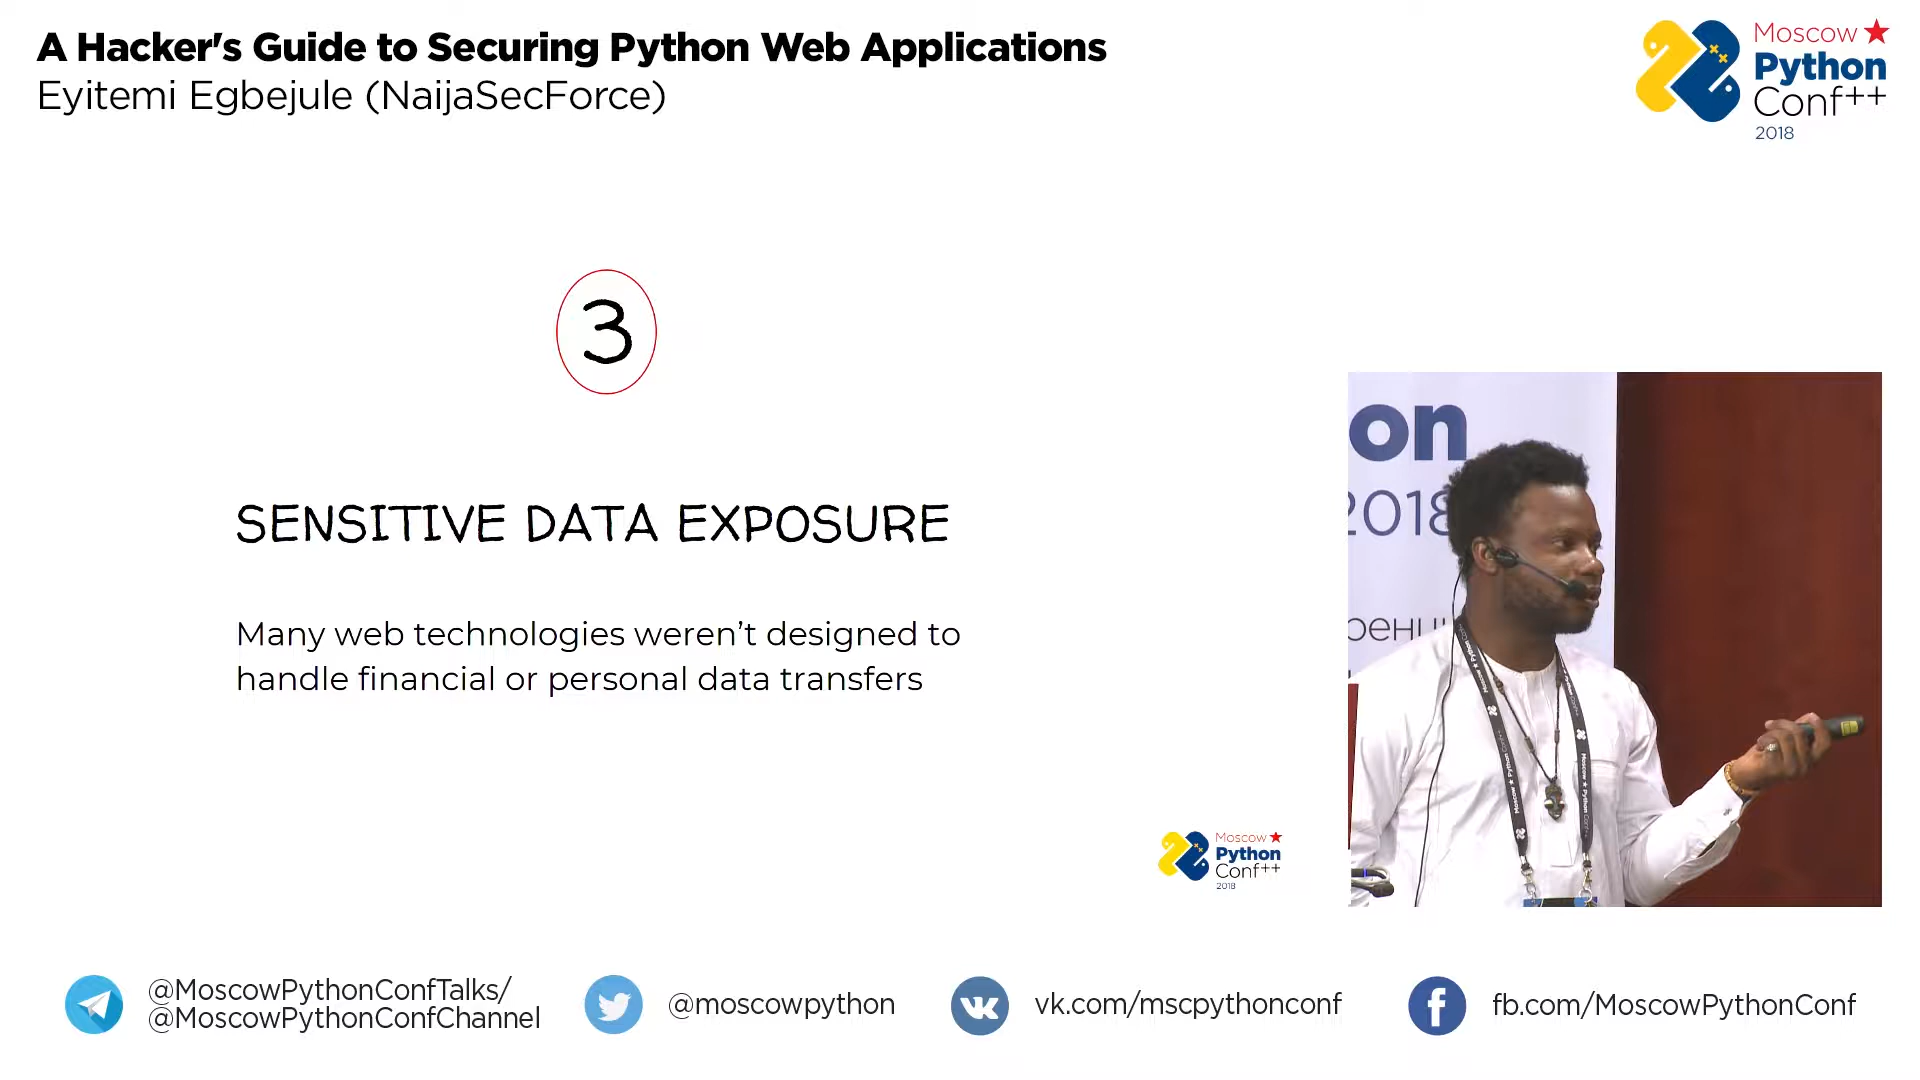 A Hacker's Guide to Securing Python Web Applications
Eyitemi Egbejule (NaijaSecForce)
Moscow
Python
Conf++
2018
3
SENSITIVE DATA EXPOSURE
Many web technologies weren’t designed to
handle financial or personal data transfers
Moscow
Python
Conf++
2018
on
2018
@MoscowPythonConfTalks/
@MoscowPythonConfChannel
@moscowpython
vk.com/mscpythonconf
fb.com/MoscowPythonConf